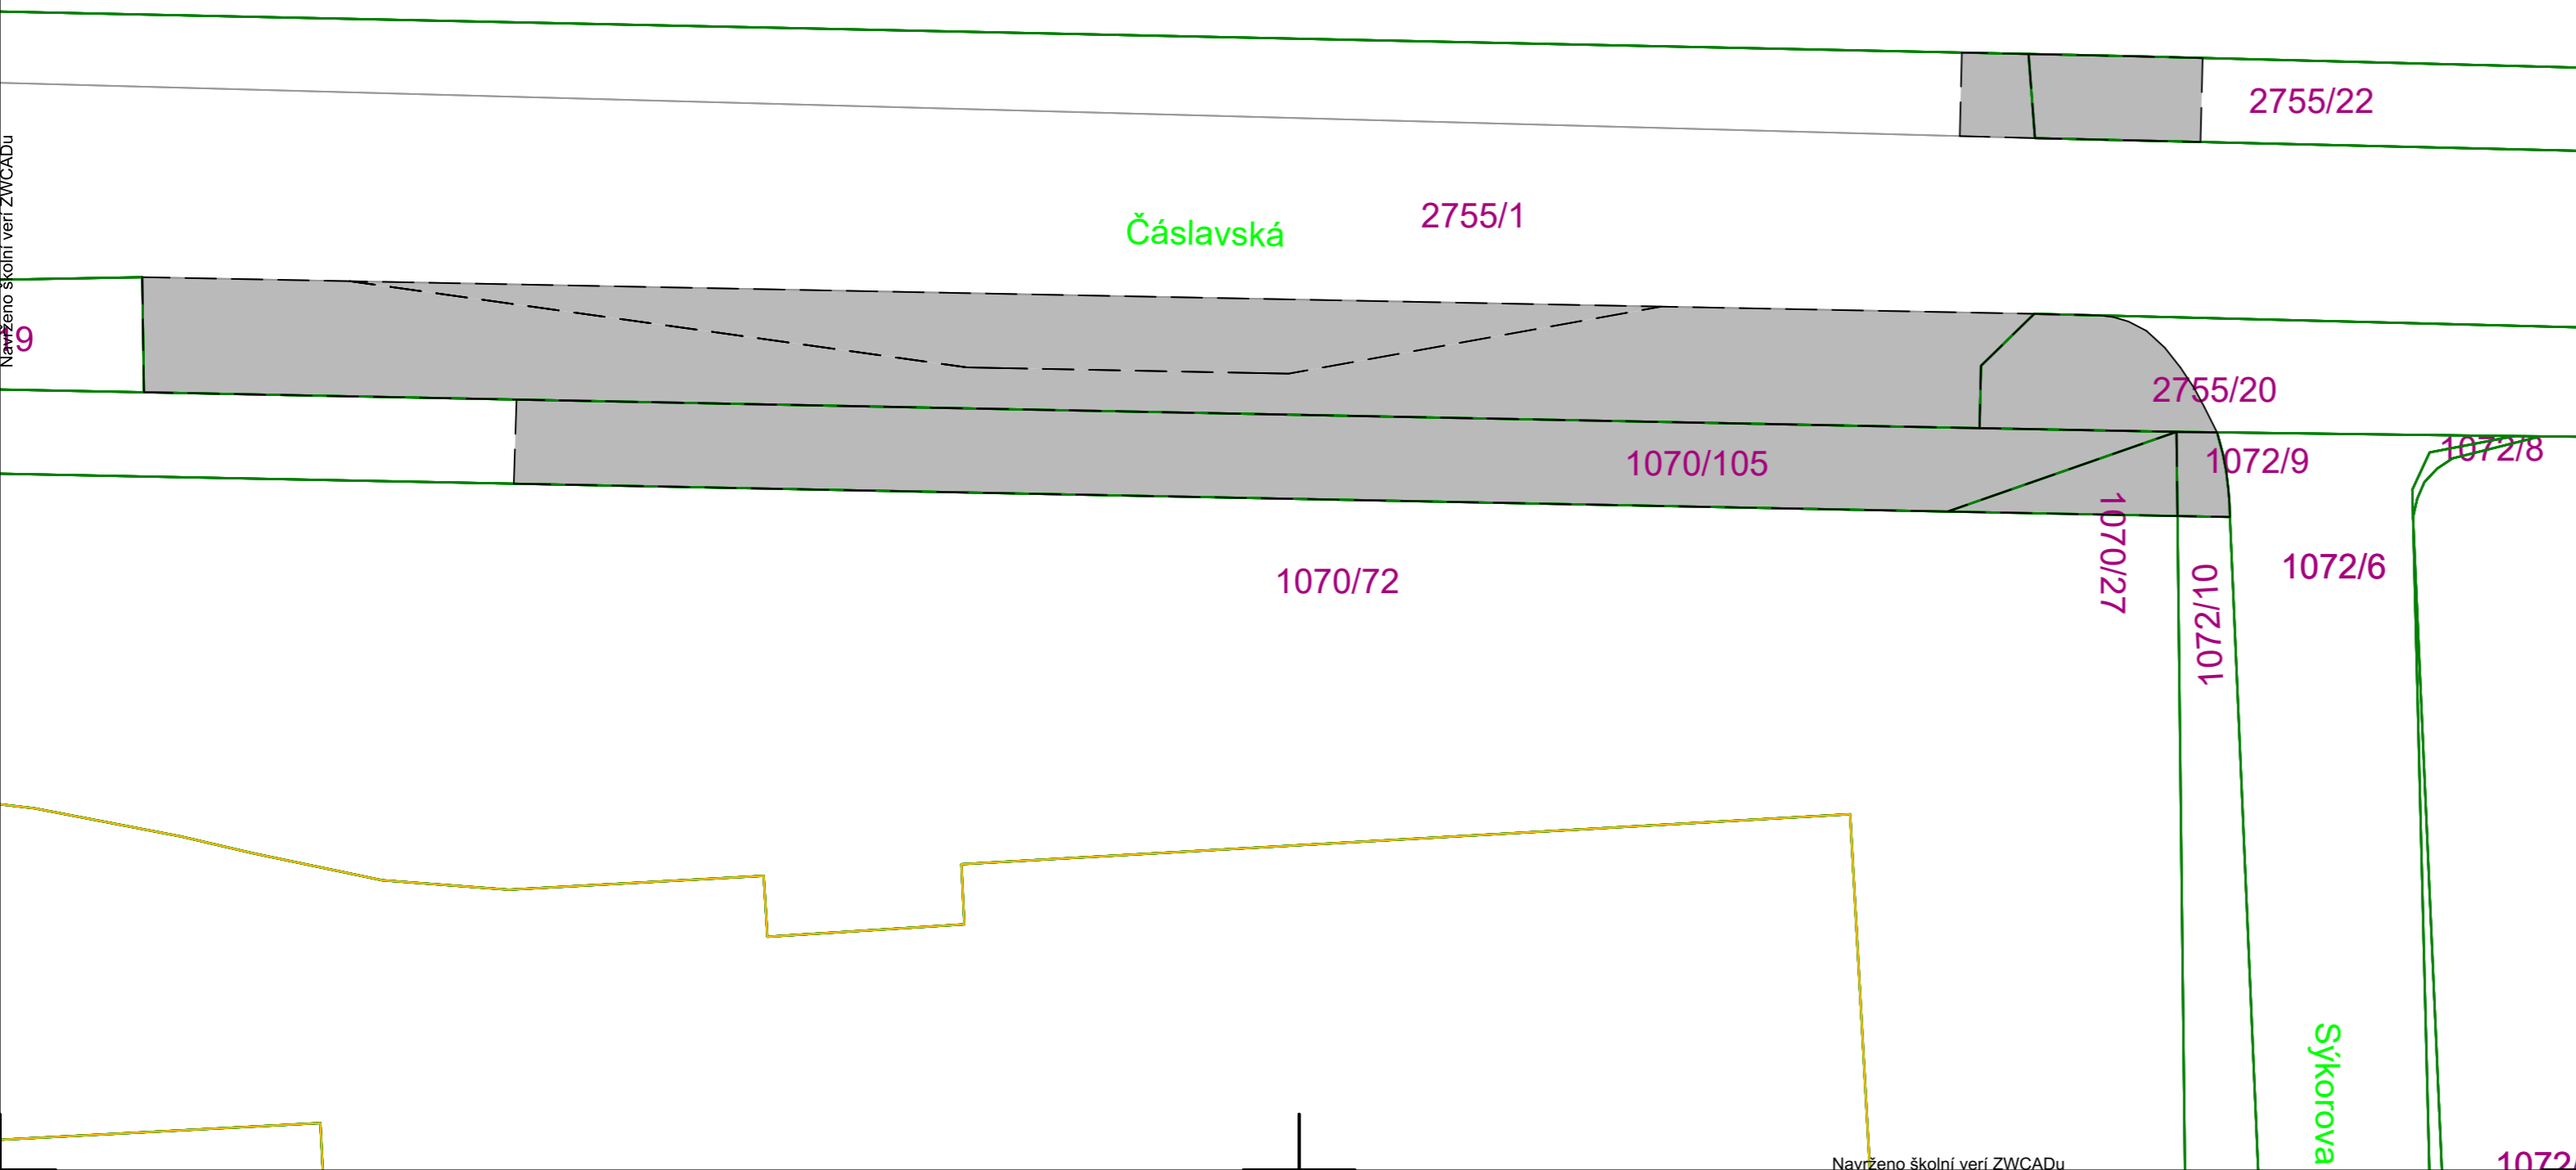 2755/22
2755/1
Čáslavská
Navrženo školní verí ZWCADu
2755/20
1070/105
1072/9
1072/8
1070/27
1072/10
1072/6
1070/72
Sýkorova
Navrženo školní verí ZWCADu